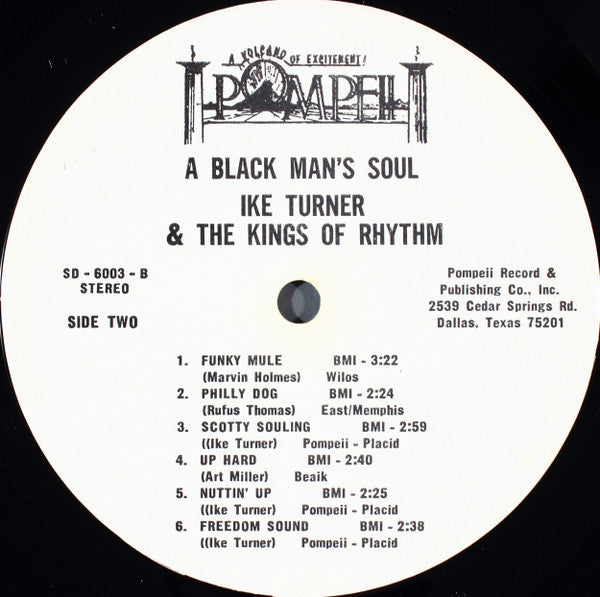 A VOLCANO OF EXCITEMENT!
POMPEII
A BLACK MAN'S SOUL
IKE TURNER
& THE KINGS OF RHYTHM
SD - 6003 - B
STEREO
SIDE TWO
Pompeii Record &
Publishing Co., Inc.
2539 Cedar Springs Rd.
Dallas, Texas 75201
1. FUNKY MULE BMI - 3:22
(Marvin Holmes) Wilos
2. PHILLY DOG BMI - 2:24
(Rufus Thomas) East/Memphis
3. SCOTTY SOULING BMI - 2:59
((Ike Turner) Pompeii - Placid
4. UP HARD BMI - 2:40
(Art Miller) Beaik
5. NUTTIN' UP BMI - 2:25
((Ike Turner) Pompeii - Placid
6. FREEDOM SOUND BMI - 2:38
((Ike Turner) Pompeii - Placid